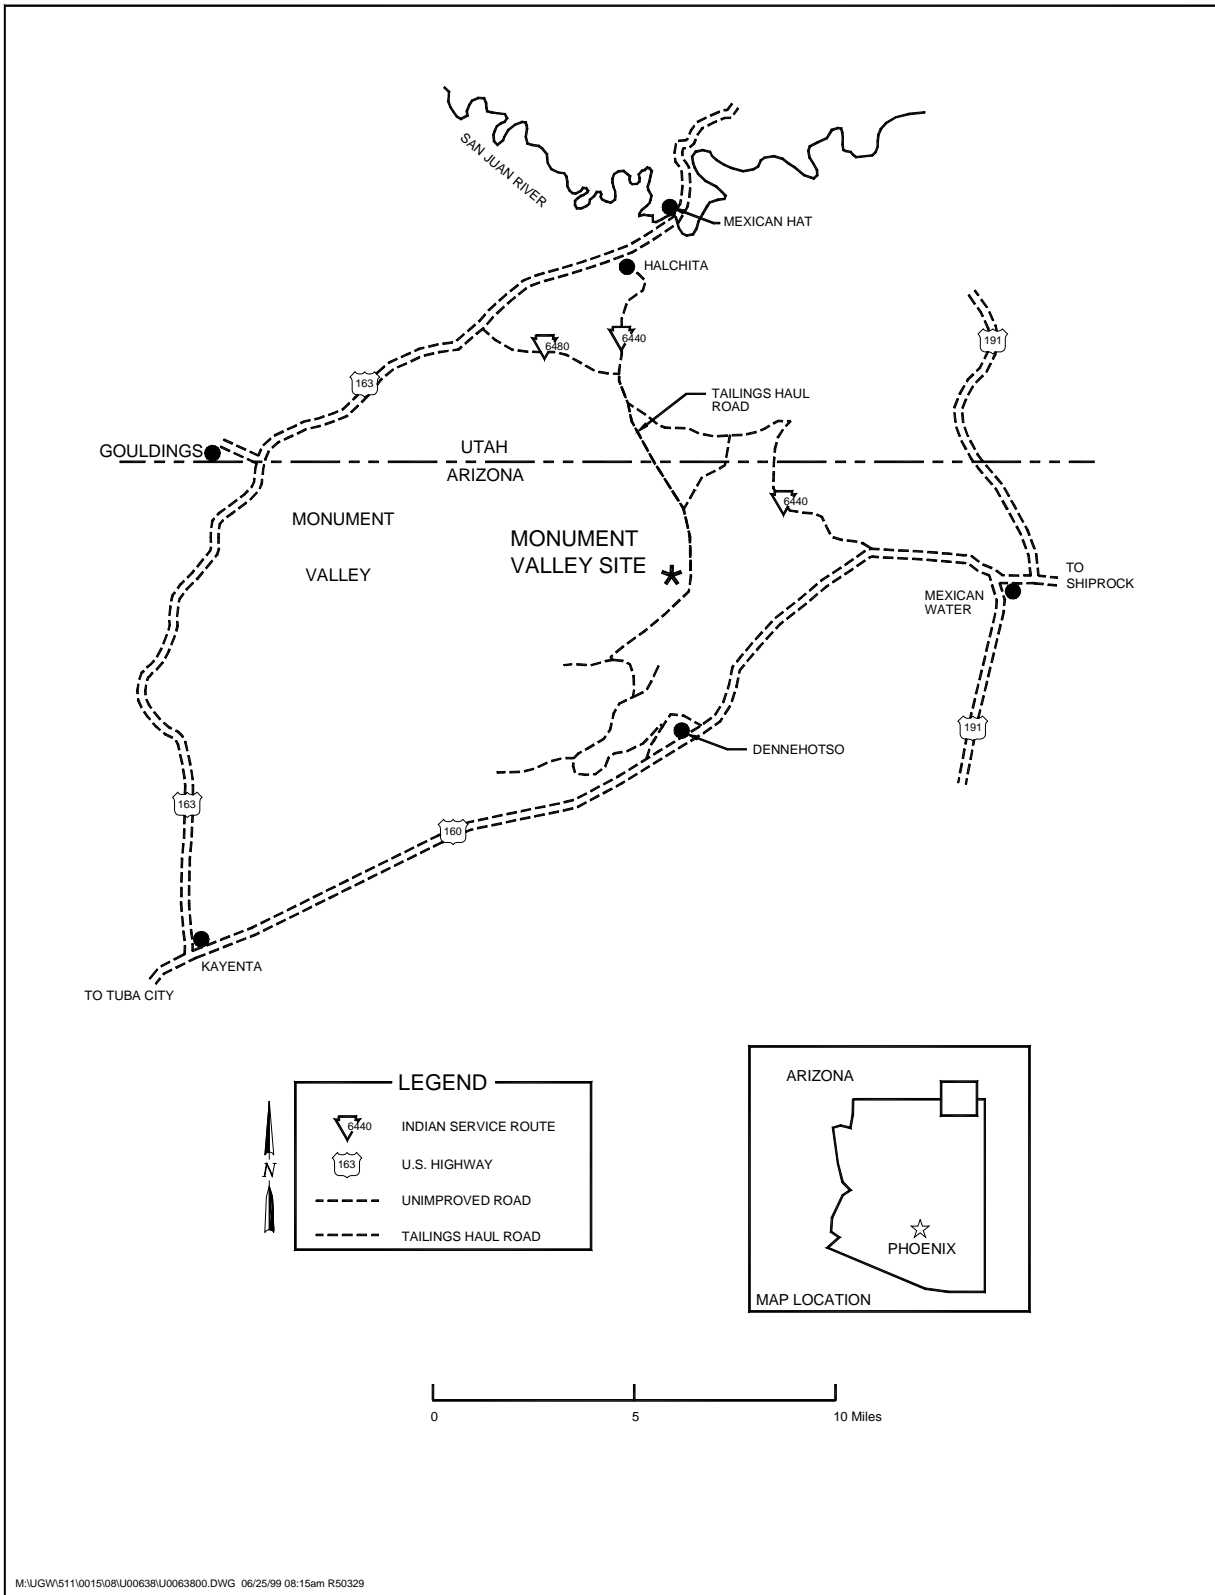 SAN JUAN RIVER
MEXICAN HAT
HALCHITA
6480
6440
191
163
TAILINGS HAUL
ROAD
GOULDINGS
UTAH
ARIZONA
6440
MONUMENT
VALLEY
MONUMENT
VALLEY SITE
TO
SHIPROCK
MEXICAN
WATER
191
DENNEHOTSO
163
160
KAYENTA
TO TUBA CITY
LEGEND
6440 INDIAN SERVICE ROUTE
163 U.S. HIGHWAY
UNIMPROVED ROAD
TAILINGS HAUL ROAD
N
ARIZONA
PHOENIX
MAP LOCATION
0 5 10 Miles
M:\UGW\511\0015\08\U00638\U0063800.DWG 06/25/99 08:15am R50329